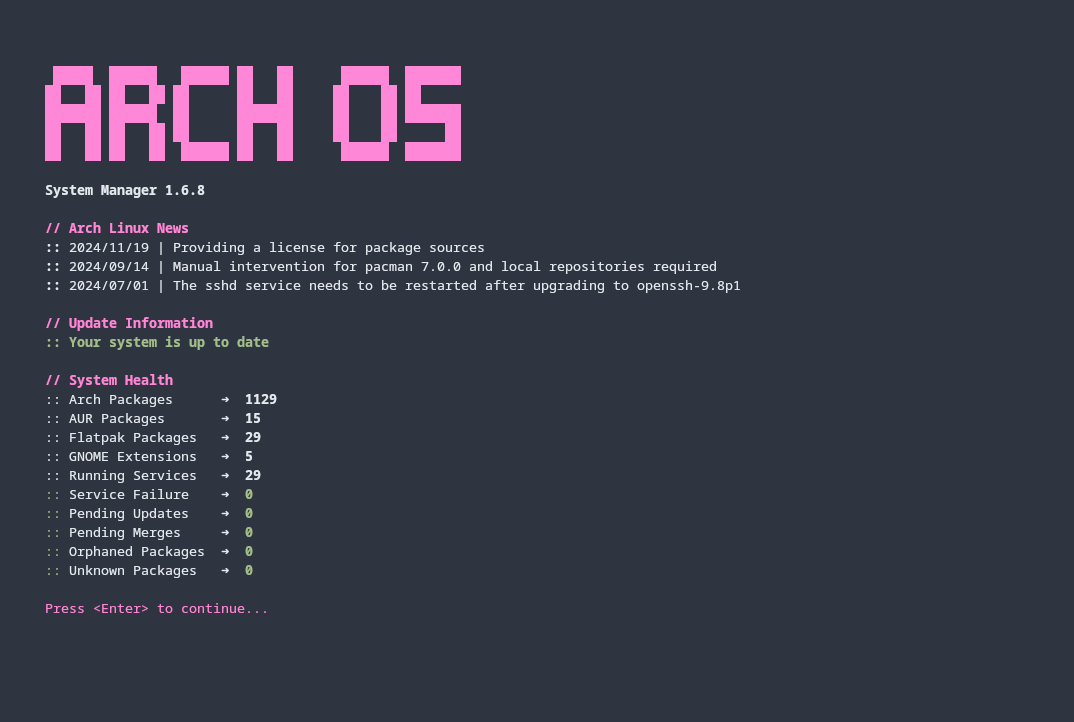 ARCH OS
System Manager 1.6.8
// Arch Linux News
:: 2024/11/19 | Providing a license for package sources
:: 2024/09/14 | Manual intervention for pacman 7.0.0 and local repositories required
:: 2024/07/01 | The sshd service needs to be restarted after upgrading to openssh-9.8p1
// Update Information
:: Your system is up to date
// System Health
:: Arch Packages ➜ 1129
:: AUR Packages ➜ 15
:: Flatpak Packages ➜ 29
:: GNOME Extensions ➜ 5
:: Running Services ➜ 29
:: Service Failure ➜ 0
:: Pending Updates ➜ 0
:: Pending Merges ➜ 0
:: Orphaned Packages ➜ 0
:: Unknown Packages ➜ 0
Press <Enter> to continue...